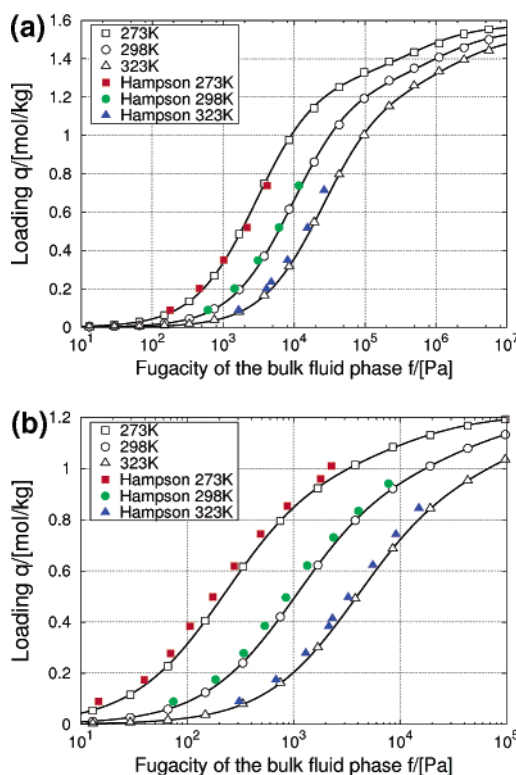 (a)
273K
298K
323K
Hampson 273K
Hampson 298K
Hampson 323K
Loading q/[mol/kg]
1.6
1.4
1.2
1
0.8
0.6
0.4
0.2
0
10^1 10^2 10^3 10^4 10^5 10^6 10^7
Fugacity of the bulk fluid phase f/[Pa]
(b)
273K
298K
323K
Hampson 273K
Hampson 298K
Hampson 323K
Loading q/[mol/kg]
1.2
1
0.8
0.6
0.4
0.2
0
10^1 10^2 10^3 10^4 10^5
Fugacity of the bulk fluid phase f/[Pa]